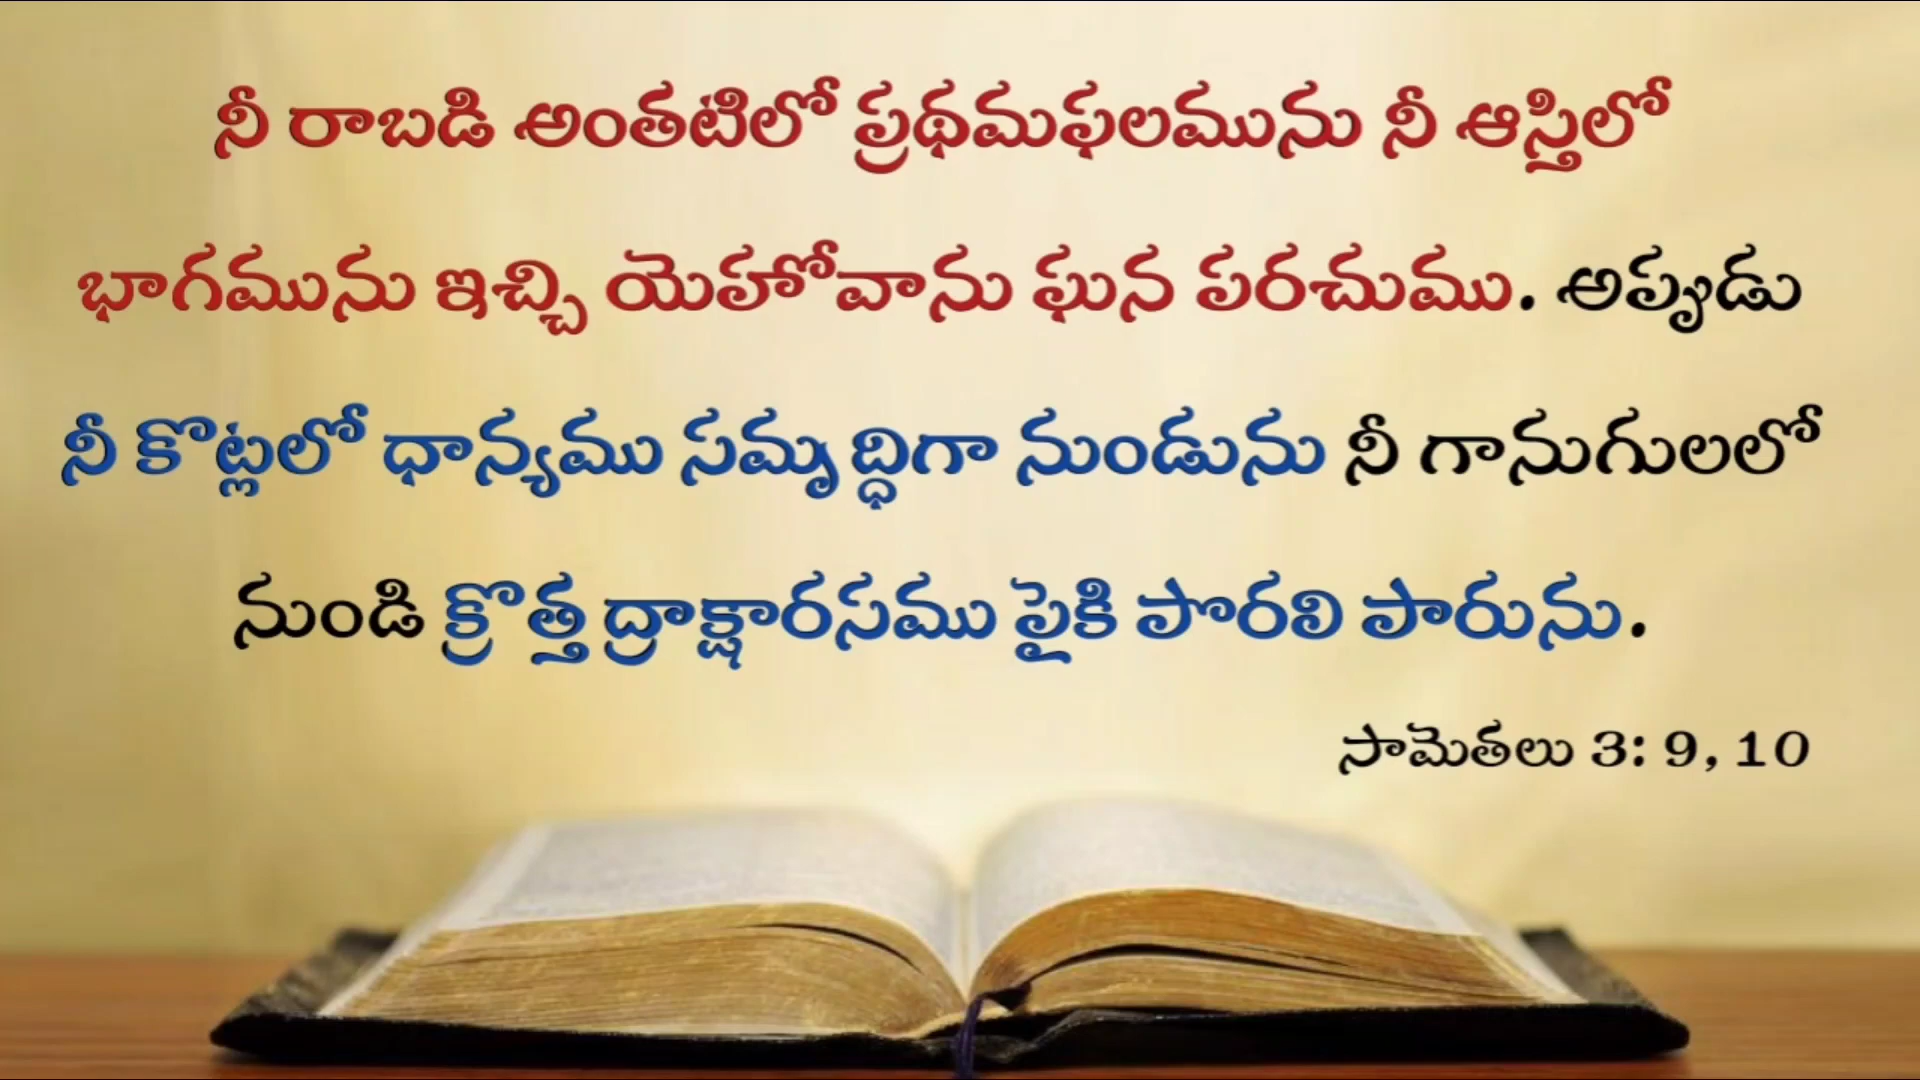 నీ రాబడి అంతటిలో ప్రథమఫలమును నీ ఆస్తిలో
భాగమును ఇచ్చి యెహోవాను ఘన పరచుము. అప్పుడు
నీ కొట్లలో ధాన్యము సమృద్ధిగా నుండును నీ గానుగులలో
నుండి క్రొత్త ద్రాక్షారసము పైకి పొరలి పారును.
సామెతలు 3: 9, 10